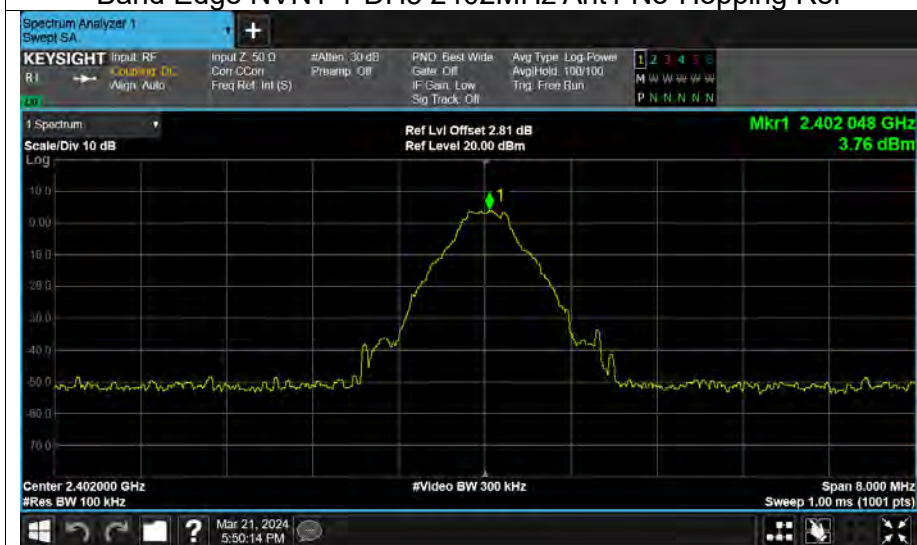 Band Edge NVNT 1-DH5 2402MHz Ant1 No-Hopping Ref
Spectrum Analyzer 1
Swept SA
+
KEYSIGHT Input: RF
Coupling: DC
Align: Auto
Input Z: 50 Ω
Corr CCorr
Freq Ref: Int (S)
#Atten: 30 dB
Preamp: Off
PNO: Best Wide
Gate: Off
IF Gain: Low
Sig Track: Off
Avg Type: Log-Power
Avg|Hold: 100/100
Trig: Free Run
1 2 3 4 5 6
M W W W W W
P N N N N N
1 Spectrum
Scale/Div 10 dB
Log
Ref Lvl Offset 2.81 dB
Ref Level 20.00 dBm
Mkr1 2.402 048 GHz
3.76 dBm
1
10.0
0.00
-10.0
-20.0
-30.0
-40.0
-50.0
-60.0
-70.0
Center 2.402000 GHz
#Res BW 100 kHz
#Video BW 300 kHz
Span 8.000 MHz
Sweep 1.00 ms (1001 pts)
?
Mar 21, 2024
5:50:14 PM